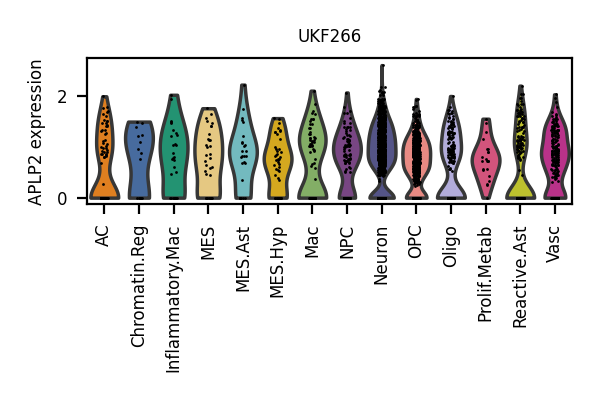 UKF266
APLP2 expression
2
0
AC
Chromatin.Reg
Inflammatory.Mac
MES
MES.Ast
MES.Hyp
Mac
NPC
Neuron
OPC
Oligo
Prolif.Metab
Reactive.Ast
Vasc